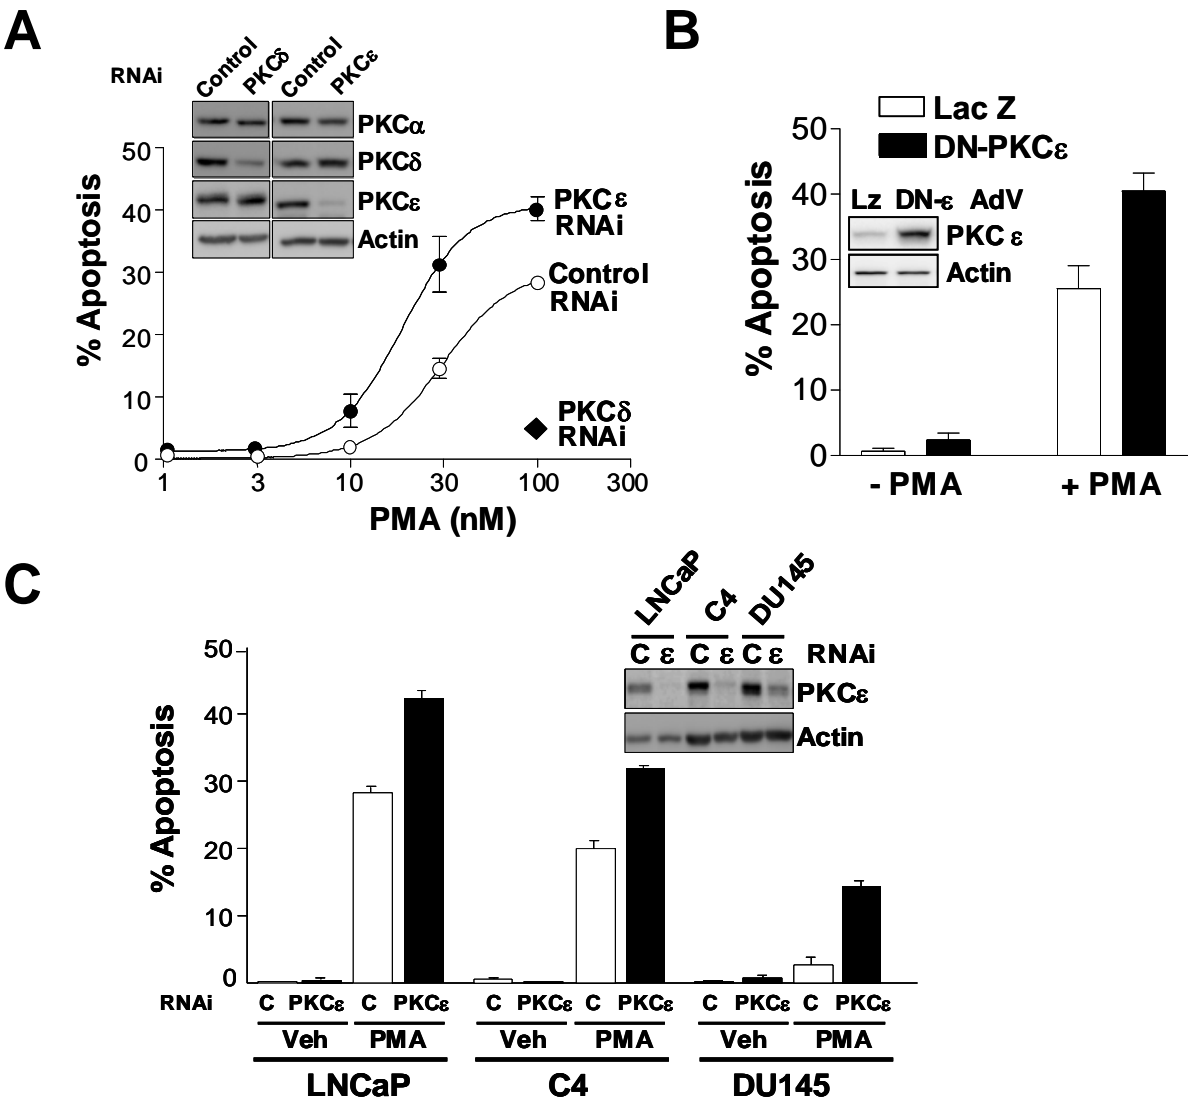 A
RNAi
Control
PKCδ
Control
PKCε
PKCα
PKCδ
PKCε
Actin
% Apoptosis
50
40
30
20
10
0
1 3 10 30 100 300
PMA (nM)
PKCε
RNAi
Control
RNAi
PKCδ
RNAi
B
Lac Z
DN-PKCε
Lz DN-ε AdV
PKC ε
Actin
% Apoptosis
50
40
30
20
10
0
- PMA + PMA
C
LNCaP C4 DU145
C ε C ε C ε RNAi
PKCε
Actin
% Apoptosis
50
40
30
20
10
0
RNAi C PKCε C PKCε C PKCε C PKCε C PKCε C PKCε
Veh PMA Veh PMA Veh PMA
LNCaP C4 DU145